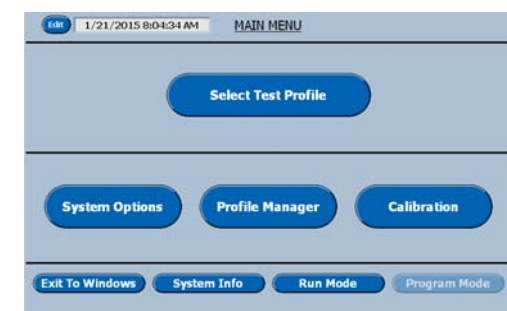 Edit 1/21/2015 8:04:34 AM MAIN MENU
Select Test Profile
System Options Profile Manager Calibration
Exit To Windows System Info Run Mode Program Mode